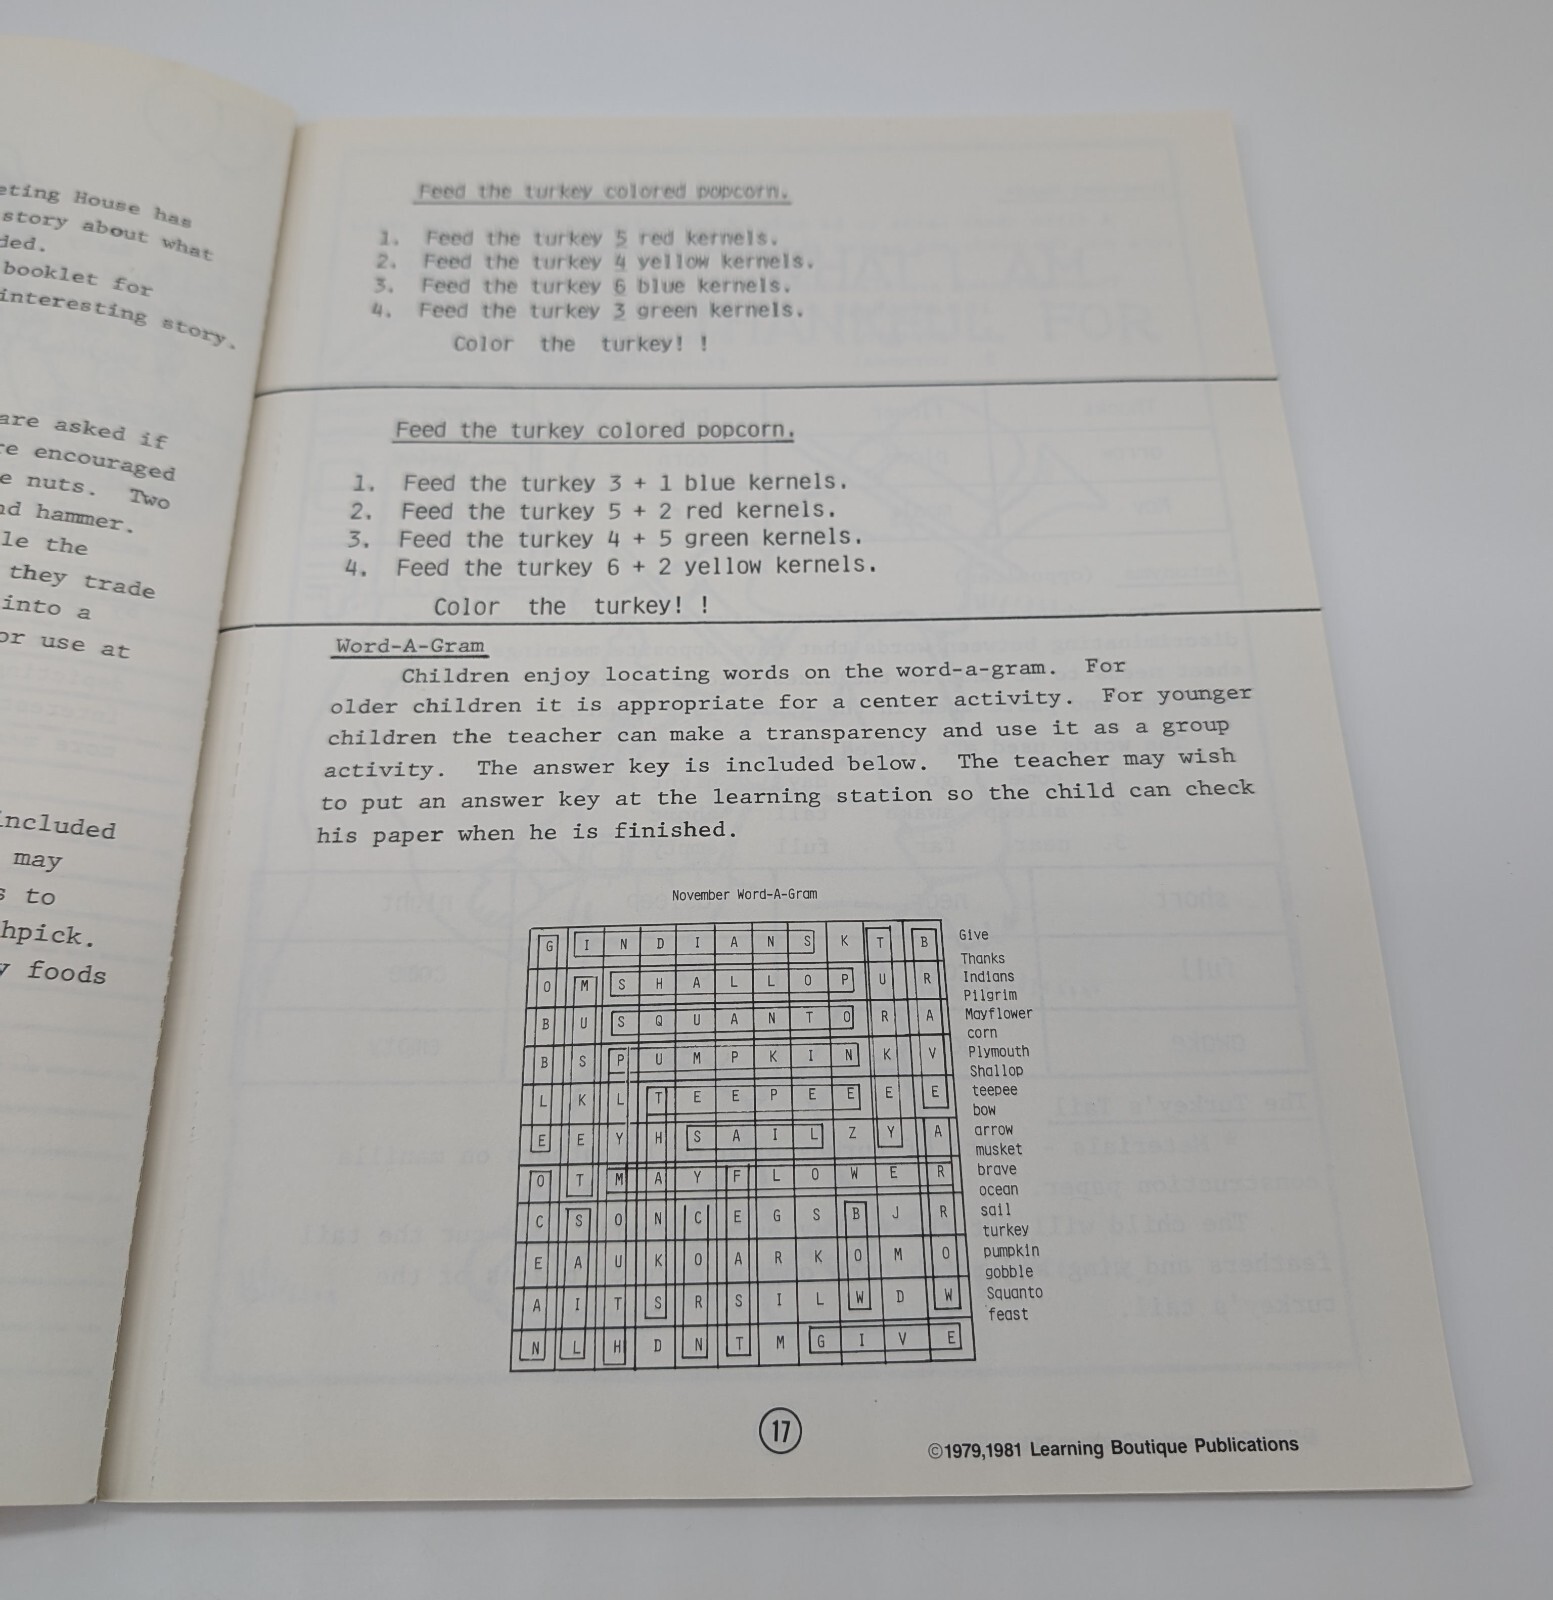 eting House has
story about what
ded.
booklet for
interesting story.
are asked if
re encouraged
e nuts. Two
nd hammer.
le the
they trade
into a
or use at
included
may
s to
hpick.
y foods
Feed the turkey colored popcorn.
1. Feed the turkey 5 red kernels.
2. Feed the turkey 4 yellow kernels.
3. Feed the turkey 6 blue kernels.
4. Feed the turkey 3 green kernels.
Color the turkey! !
Feed the turkey colored popcorn.
1. Feed the turkey 3 + 1 blue kernels.
2. Feed the turkey 5 + 2 red kernels.
3. Feed the turkey 4 + 5 green kernels.
4. Feed the turkey 6 + 2 yellow kernels.
Color the turkey! !
Word-A-Gram
Children enjoy locating words on the word-a-gram. For
older children it is appropriate for a center activity. For younger
children the teacher can make a transparency and use it as a group
activity. The answer key is included below. The teacher may wish
to put an answer key at the learning station so the child can check
his paper when he is finished.
November Word-A-Gram
G I N D I A N S K T B
O M S H A L L O P U R
B U S Q U A N T O R A
B S P U M P K I N K V
L K L T E E P E E E E
E E Y H S A I L Z Y A
O T M A Y F L O W E R
C S O N C E G S B J R
E A U K O A R K O M O
A I T S R S I L W D W
N L H D N T M G I V E
Give
Thanks
Indians
Pilgrim
Mayflower
corn
Plymouth
Shallop
teepee
bow
arrow
musket
brave
ocean
sail
turkey
pumpkin
gobble
Squanto
feast
17
©1979,1981 Learning Boutique Publications